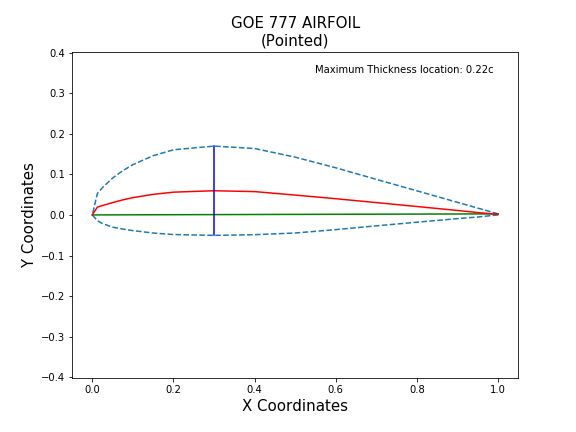 GOE 777 AIRFOIL
(Pointed)
Maximum Thickness location: 0.22c
Y Coordinates
0.4
0.3
0.2
0.1
0.0
−0.1
−0.2
−0.3
−0.4
0.0 0.2 0.4 0.6 0.8 1.0
X Coordinates